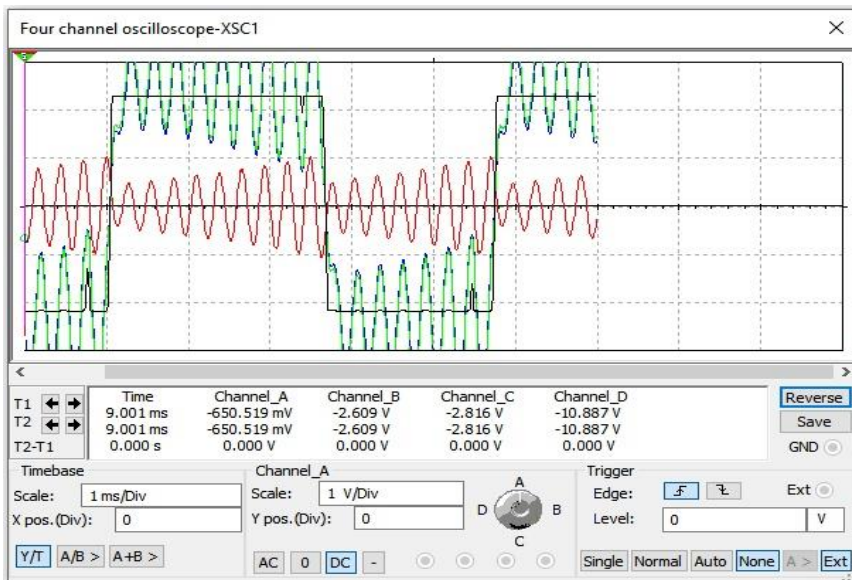 Four channel oscilloscope-XSC1
Time Channel_A Channel_B Channel_C Channel_D
T1 9.001 ms -650.519 mV -2.609 V -2.816 V -10.887 V
T2 9.001 ms -650.519 mV -2.609 V -2.816 V -10.887 V
T2-T1 0.000 s 0.000 V 0.000 V 0.000 V 0.000 V
Reverse
Save
GND
Timebase
Scale: 1 ms/Div
X pos.(Div): 0
Y/T A/B > A+B >
Channel_A
Scale: 1 V/Div
Y pos.(Div): 0
AC 0 DC -
A
D B
C
Trigger
Edge: Ext
Level: 0 V
Single Normal Auto None A > Ext